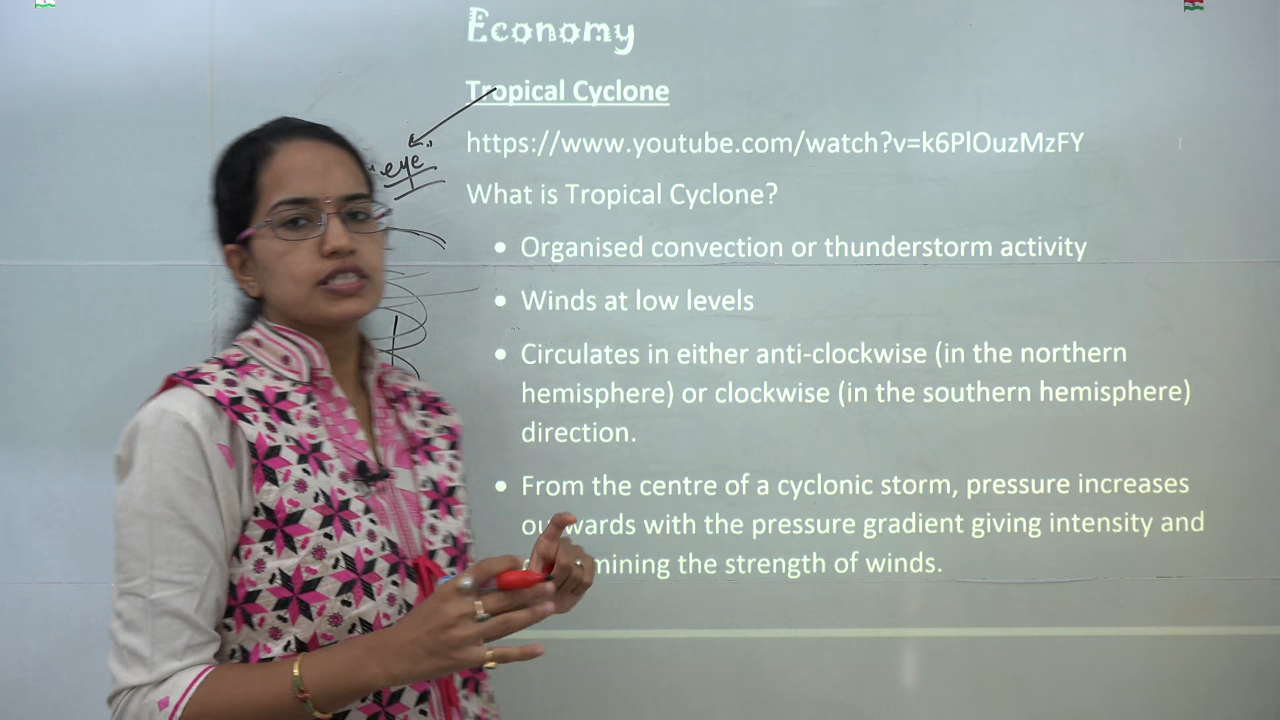 Economy
Tropical Cyclone
"eye"
https://www.youtube.com/watch?v=k6PlOuzMzFY
What is Tropical Cyclone?
• Organised convection or thunderstorm activity
• Winds at low levels
• Circulates in either anti-clockwise (in the northern
hemisphere) or clockwise (in the southern hemisphere)
direction.
• From the centre of a cyclonic storm, pressure increases
with the pressure gradient giving intensity and
the strength of winds.